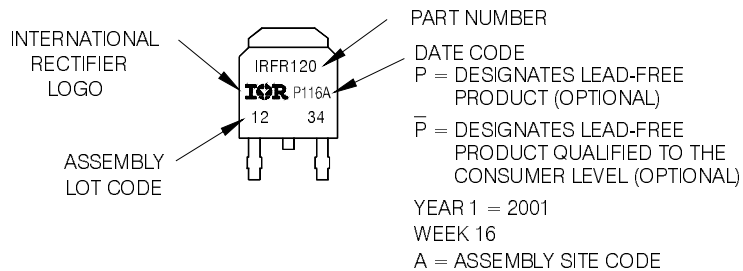 INTERNATIONAL
RECTIFIER
LOGO
ASSEMBLY
LOT CODE
IRFR120
IOR P116A
12 34
PART NUMBER
DATE CODE
P = DESIGNATES LEAD-FREE
PRODUCT (OPTIONAL)
P̅ = DESIGNATES LEAD-FREE
PRODUCT QUALIFIED TO THE
CONSUMER LEVEL (OPTIONAL)
YEAR 1 = 2001
WEEK 16
A = ASSEMBLY SITE CODE